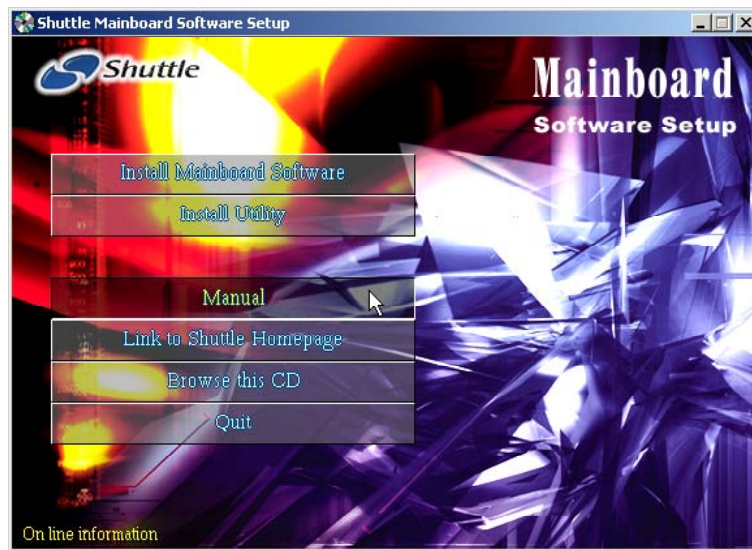 Shuttle Mainboard Software Setup
Shuttle
Mainboard
Software Setup
Install Mainboard Software
Install Utility
Manual
Link to Shuttle Homepage
Browse this CD
Quit
On line information